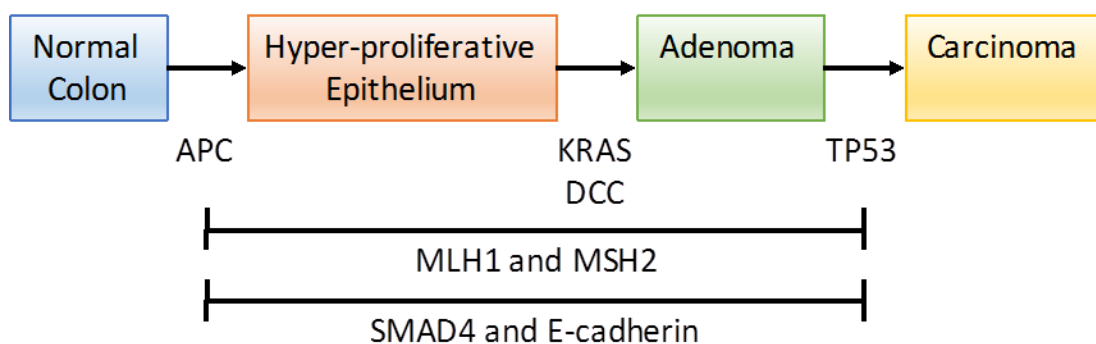 Normal
Colon
Hyper-proliferative
Epithelium
Adenoma
Carcinoma
APC
KRAS
DCC
TP53
MLH1 and MSH2
SMAD4 and E-cadherin